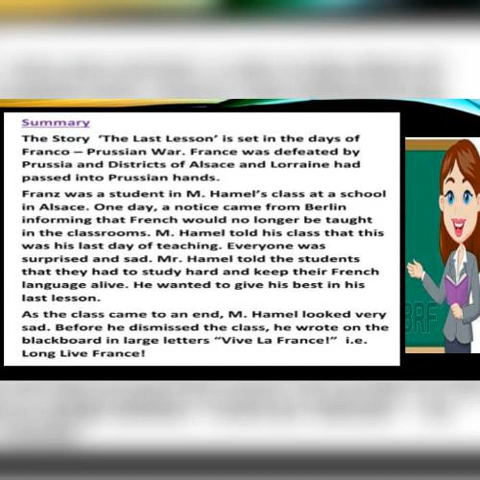 Summary
The Story 'The Last Lesson' is set in the days of
Franco – Prussian War. France was defeated by
Prussia and Districts of Alsace and Lorraine had
passed into Prussian hands.
Franz was a student in M. Hamel's class at a school
in Alsace. One day, a notice came from Berlin
informing that French would no longer be taught
in the classrooms. M. Hamel told his class that this
was his last day of teaching. Everyone was
surprised and sad. Mr. Hamel told the students
that they had to study hard and keep their French
language alive. He wanted to give his best in his
last lesson.
As the class came to an end, M. Hamel looked very
sad. Before he dismissed the class, he wrote on the
blackboard in large letters "Vive La France!" i.e.
Long Live France!